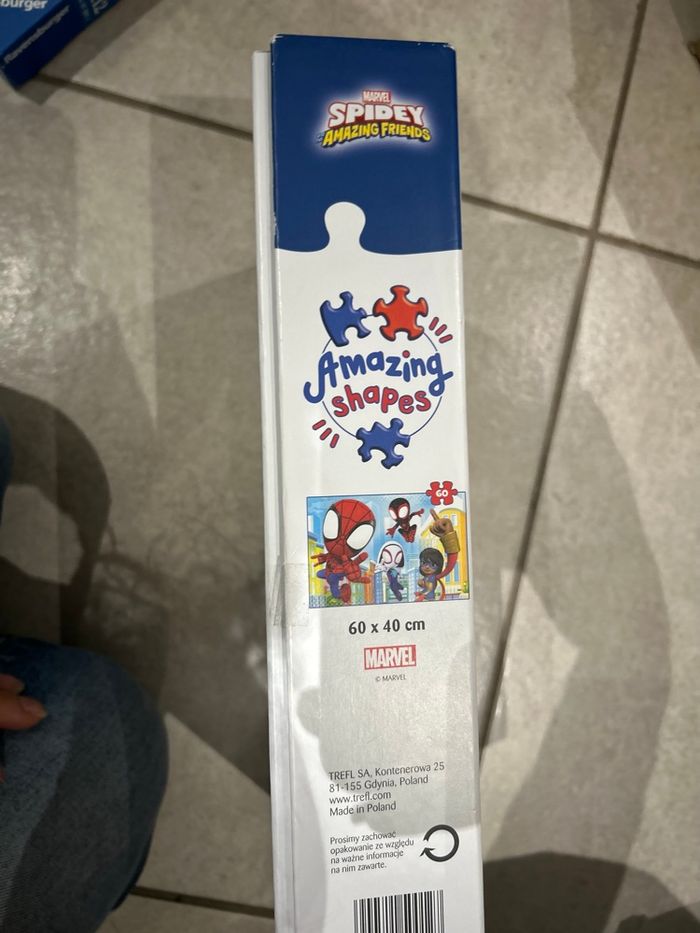 burger
Ravensburger
12
MARVEL
SPIDEY
AMAZING FRIENDS
Amazing
shapes
60
60 x 40 cm
MARVEL
© MARVEL
TREFL SA, Kontenerowa 25
81-155 Gdynia, Poland
www.trefl.com
Made in Poland
Prosimy zachować
opakowanie ze względu
na ważne informacje
na nim zawarte.